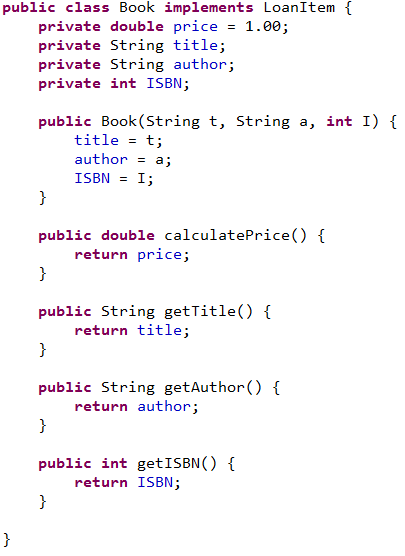 public class Book implements LoanItem {
    private double price = 1.00;
    private String title;
    private String author;
    private int ISBN;

    public Book(String t, String a, int I) {
        title = t;
        author = a;
        ISBN = I;
    }

    public double calculatePrice() {
        return price;
    }

    public String getTitle() {
        return title;
    }

    public String getAuthor() {
        return author;
    }

    public int getISBN() {
        return ISBN;
    }

}